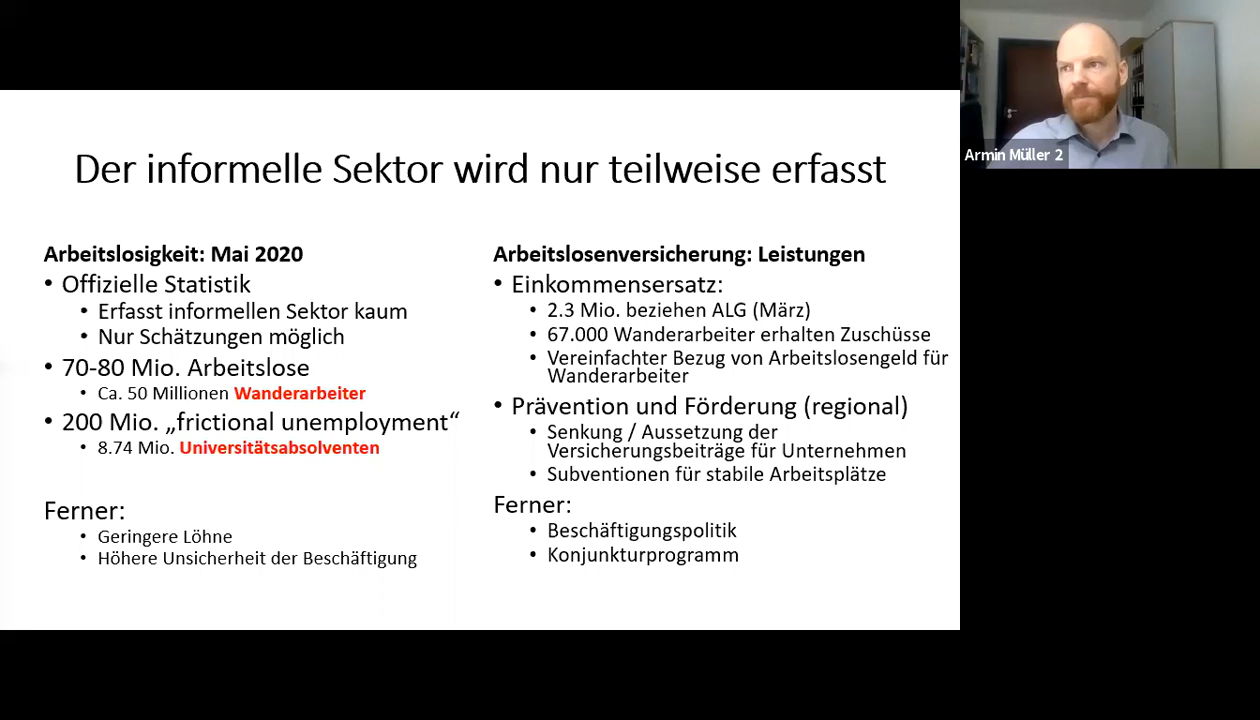 Der informelle Sektor wird nur teilweise erfasst
Arbeitslosigkeit: Mai 2020
• Offizielle Statistik
• Erfasst informellen Sektor kaum
• Nur Schätzungen möglich
• 70-80 Mio. Arbeitslose
• Ca. 50 Millionen Wanderarbeiter
• 200 Mio. „frictional unemployment“
• 8.74 Mio. Universitätsabsolventen
Ferner:
• Geringere Löhne
• Höhere Unsicherheit der Beschäftigung
Arbeitslosenversicherung: Leistungen
• Einkommensersatz:
• 2.3 Mio. beziehen ALG (März)
• 67.000 Wanderarbeiter erhalten Zuschüsse
• Vereinfachter Bezug von Arbeitslosengeld für
Wanderarbeiter
• Prävention und Förderung (regional)
• Senkung / Aussetzung der
Versicherungsbeiträge für Unternehmen
• Subventionen für stabile Arbeitsplätze
Ferner:
• Beschäftigungspolitik
• Konjunkturprogramm
Armin Müller 2